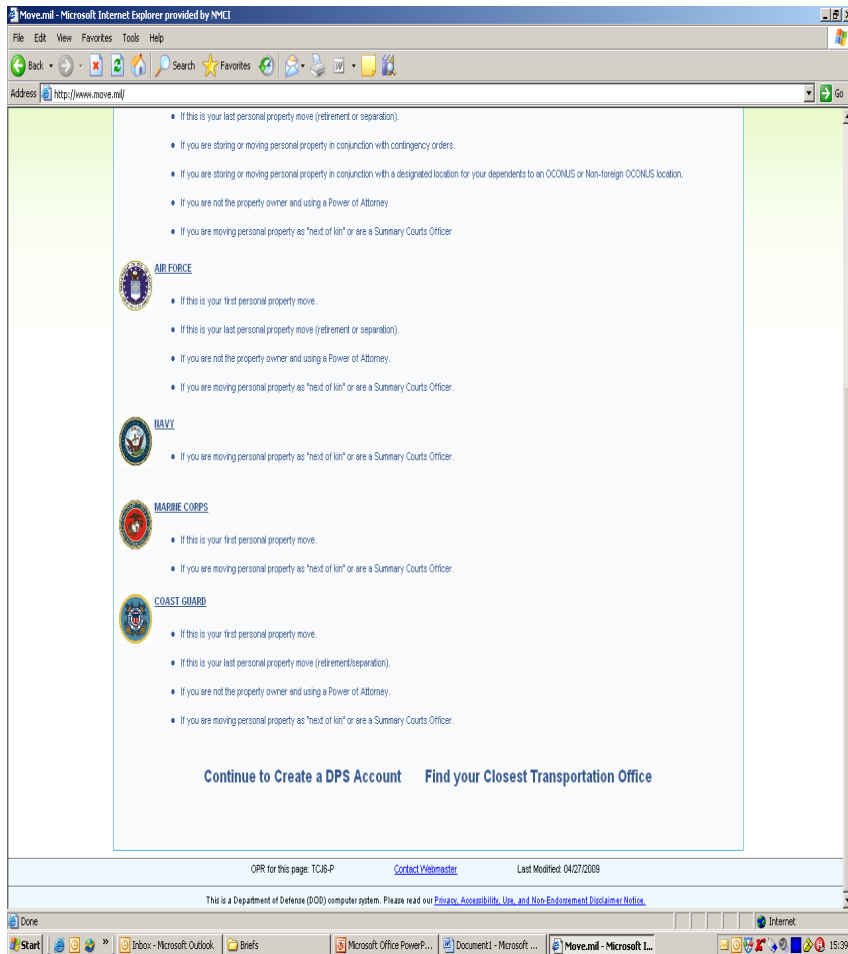 Move.mil - Microsoft Internet Explorer provided by NMCI
File Edit View Favorites Tools Help
Back Search Favorites
Address http://www.move.mil/ Go
If this is your last personal property move (retirement or separation).
If you are storing or moving personal property in conjunction with contingency orders.
If you are storing or moving personal property in conjunction with a designated location for your dependents to an OCONUS or Non-foreign OCONUS location.
If you are not the property owner and using a Power of Attorney
If you are moving personal property as "next of kin" or are a Summary Courts Officer
AIR FORCE
If this is your first personal property move.
If this is your last personal property move (retirement or separation).
If you are not the property owner and using a Power of Attorney.
If you are moving personal property as "next of kin" or are a Summary Courts Officer.
NAVY
If you are moving personal property as "next of kin" or are a Summary Courts Officer.
MARINE CORPS
If this is your first personal property move.
If you are moving personal property as "next of kin" or are a Summary Courts Officer.
COAST GUARD
If this is your first personal property move.
If this is your last personal property move (retirement/separation).
If you are not the property owner and using a Power of Attorney.
If you are moving personal property as "next of kin" or are a Summary Courts Officer.
Continue to Create a DPS Account Find your Closest Transportation Office
OPR for this page: TCJ6-P Contact Webmaster Last Modified: 04/27/2009
This is a Department of Defense (DOD) computer system. Please read our Privacy, Accessibility, Use, and Non-Endorsement Disclaimer Notice.
Done Internet
Start » Inbox - Microsoft Outlook Briefs Microsoft Office PowerP... Document1 - Microsoft ... Move.mil - Microsoft I... 15:39